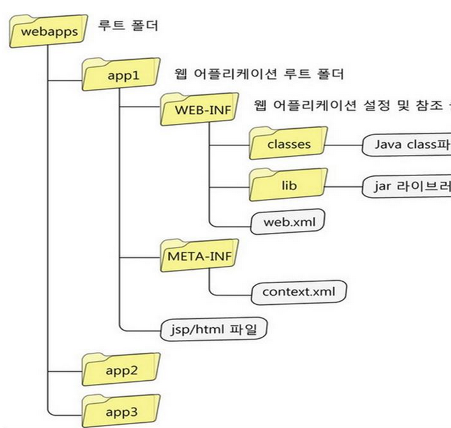 webapps 루트 폴더
app1 웹 어플리케이션 루트 폴더
WEB-INF 웹 어플리케이션 설정 및 참조
classes Java class파
lib jar 라이브러
web.xml
META-INF
context.xml
jsp/html 파일
app2
app3